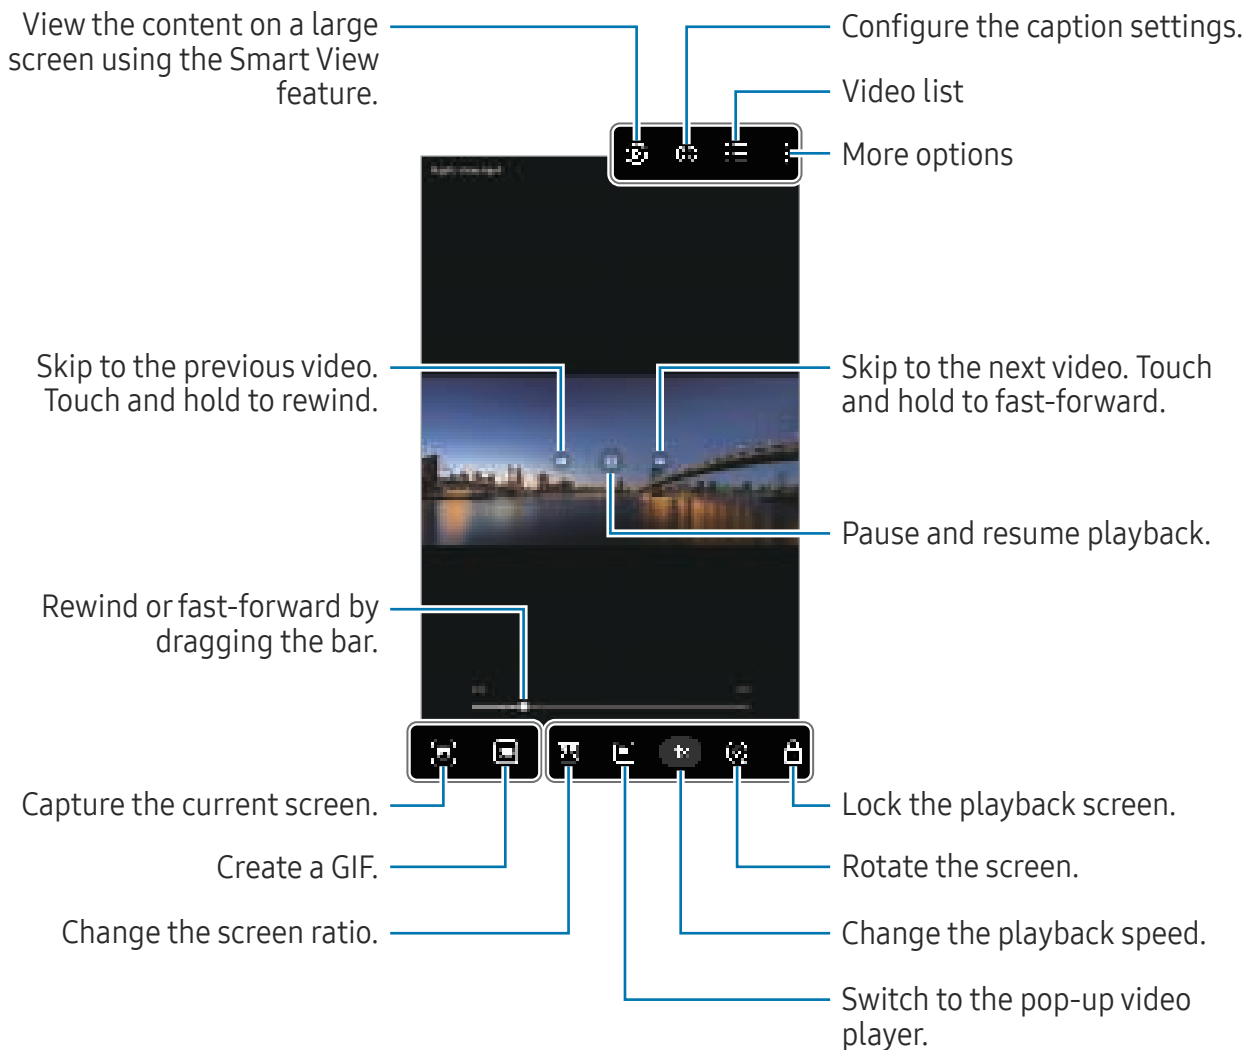 View the content on a large
screen using the Smart View
feature.
Configure the caption settings.
Video list
More options
Skip to the previous video.
Touch and hold to rewind.
Skip to the next video. Touch
and hold to fast-forward.
Pause and resume playback.
Rewind or fast-forward by
dragging the bar.
1x
Capture the current screen.
Lock the playback screen.
Create a GIF.
Rotate the screen.
Change the screen ratio.
Change the playback speed.
Switch to the pop-up video
player.